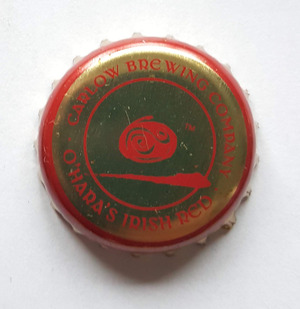 CARLOW BREWING COMPANY
O'HARA'S IRISH RED